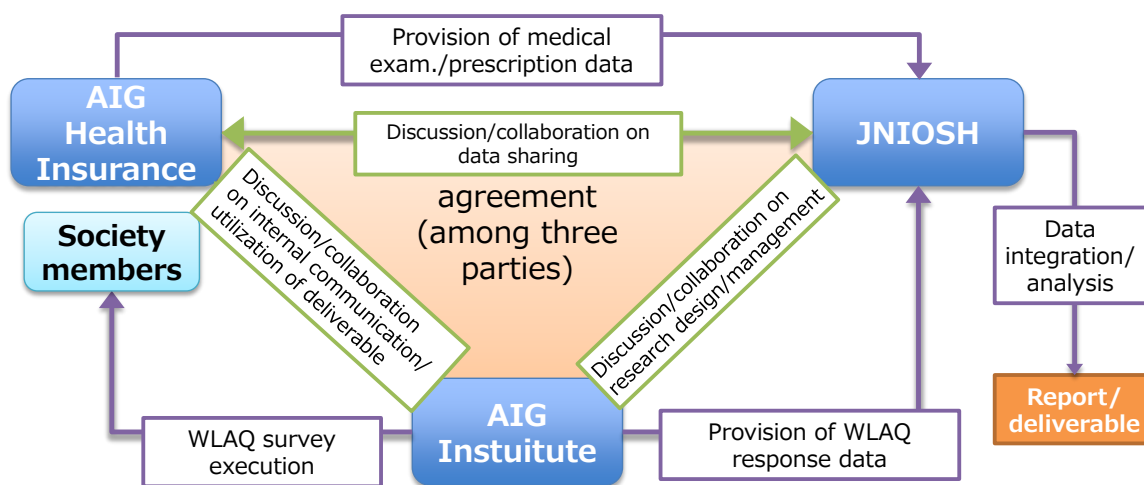 Provision of medical
exam./prescription data
AIG
Health
Insurance
Discussion/collaboration on
data sharing
JNIOSH
agreement
(among three
parties)
Discussion/collaboration
on internal communication/
utilization of deliverable
Discussion/collaboration on
research design/management
Society
members
Data
integration/
analysis
WLAQ survey
execution
AIG
Instuitute
Provision of WLAQ
response data
Report/
deliverable